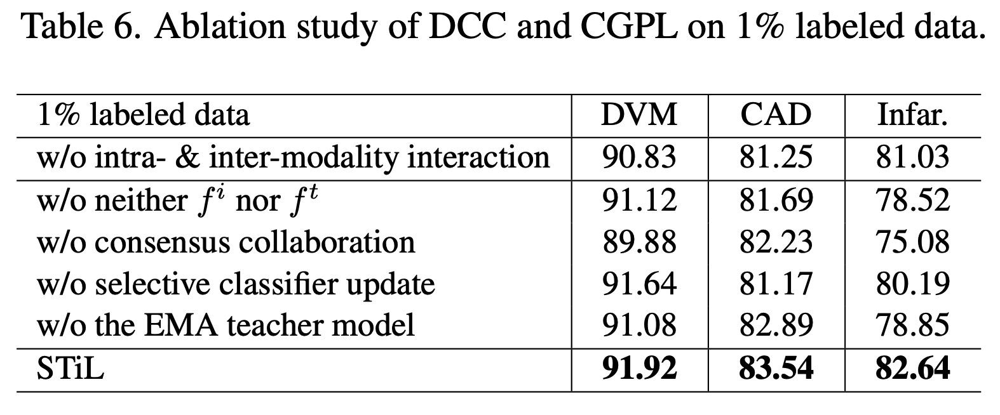 Table 6. Ablation study of DCC and CGPL on 1% labeled data.
1% labeled data DVM CAD Infar.
w/o intra- & inter-modality interaction 90.83 81.25 81.03
w/o neither f^i nor f^t 91.12 81.69 78.52
w/o consensus collaboration 89.88 82.23 75.08
w/o selective classifier update 91.64 81.17 80.19
w/o the EMA teacher model 91.08 82.89 78.85
STiL 91.92 83.54 82.64